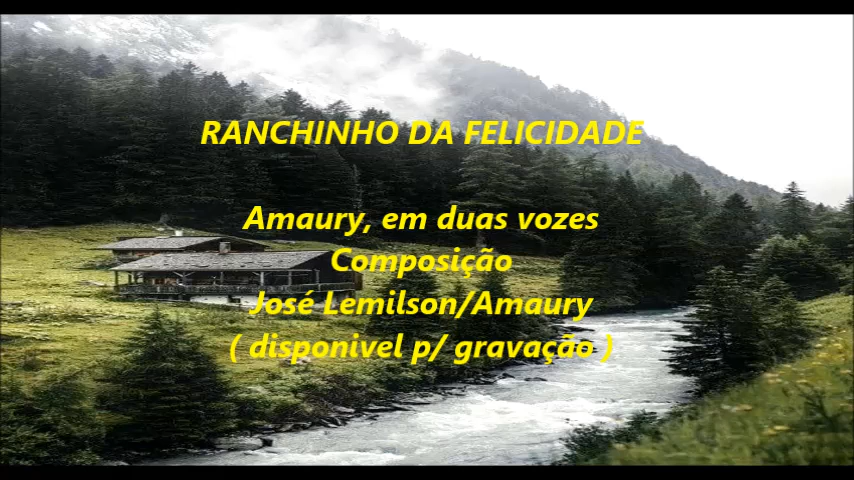 RANCHINHO DA FELICIDADE
Amaury, em duas vozes
Composição
José Lemilson/Amaury
( disponivel p/ gravação )